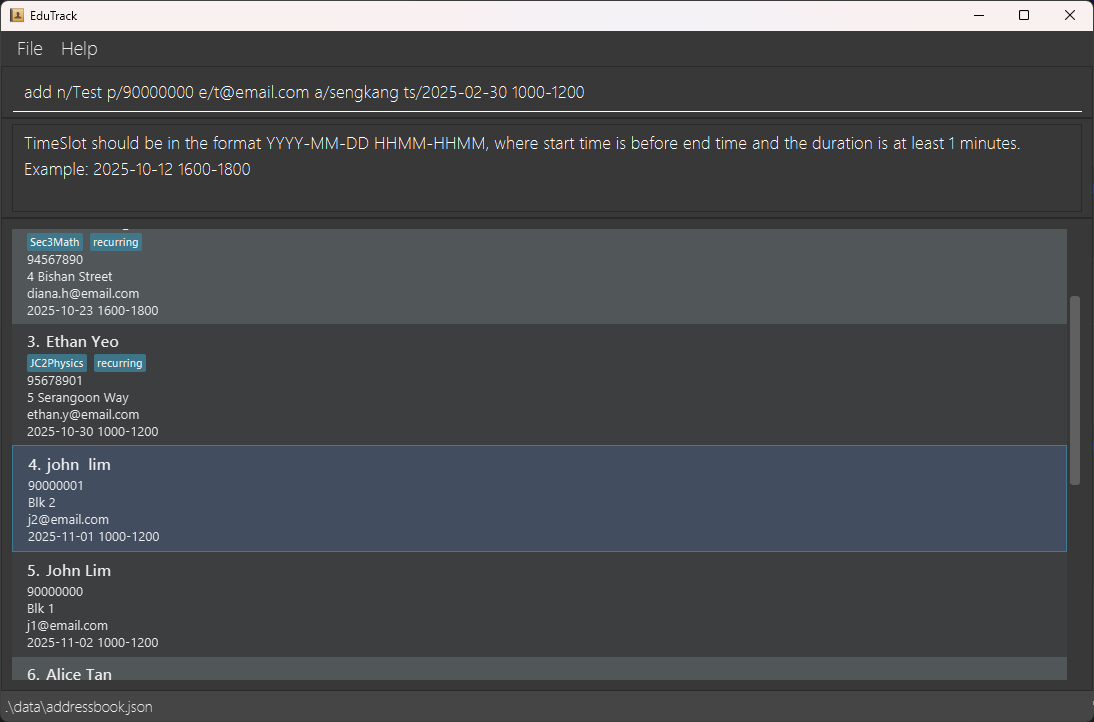 EduTrack
File Help
add n/Test p/90000000 e/t@email.com a/sengkang ts/2025-02-30 1000-1200
TimeSlot should be in the format YYYY-MM-DD HHMM-HHMM, where start time is before end time and the duration is at least 1 minutes.
Example: 2025-10-12 1600-1800
Sec3Math recurring
94567890
4 Bishan Street
diana.h@email.com
2025-10-23 1600-1800
3. Ethan Yeo
JC2Physics recurring
95678901
5 Serangoon Way
ethan.y@email.com
2025-10-30 1000-1200
4. john  lim
90000001
Blk 2
j2@email.com
2025-11-01 1000-1200
5. John Lim
90000000
Blk 1
j1@email.com
2025-11-02 1000-1200
6. Alice Tan
.\data\addressbook.json